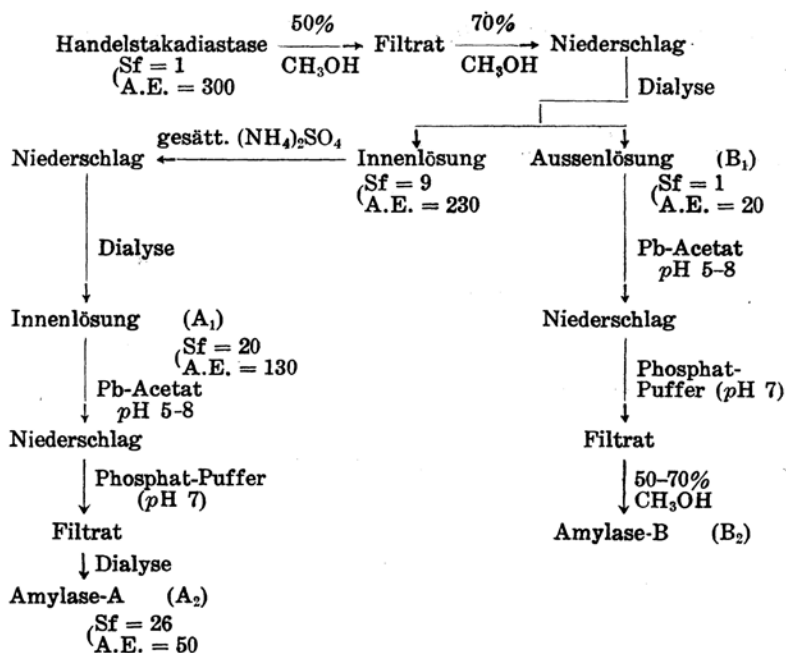 50% 70%
Handelstakadiastase Filtrat Niederschlag
CH₃OH CH₃OH
Sf = 1
A.E. = 300
Dialyse
gesätt. (NH₄)₂SO₄
Niederschlag Innenlösung Aussenlösung (B₁)
Sf = 9 Sf = 1
A.E. = 230 A.E. = 20
Dialyse Pb-Acetat
pH 5–8
Innenlösung (A₁) Niederschlag
Sf = 20
A.E. = 130 Phosphat-
Pb-Acetat Puffer (pH 7)
pH 5–8
Niederschlag Filtrat
Phosphat-Puffer 50–70%
(pH 7) CH₃OH
Filtrat Amylase-B (B₂)
Dialyse
Amylase-A (A₂)
Sf = 26
A.E. = 50